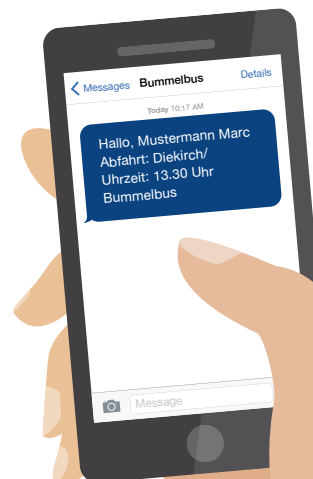 Messages Bummelbus Details
Today 10:17 AM
Hallo, Mustermann Marc
Abfahrt: Diekirch/
Uhrzeit: 13.30 Uhr
Bummelbus
Message